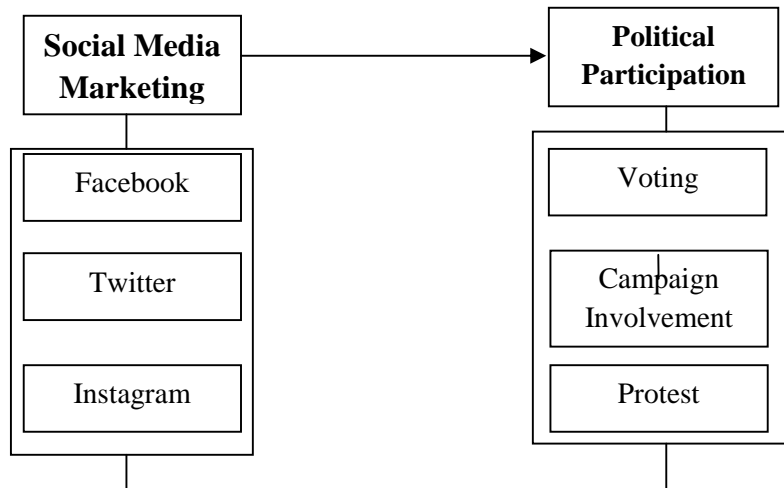 Social Media
Marketing
Political
Participation
Facebook
Twitter
Instagram
Voting
Campaign
Involvement
Protest